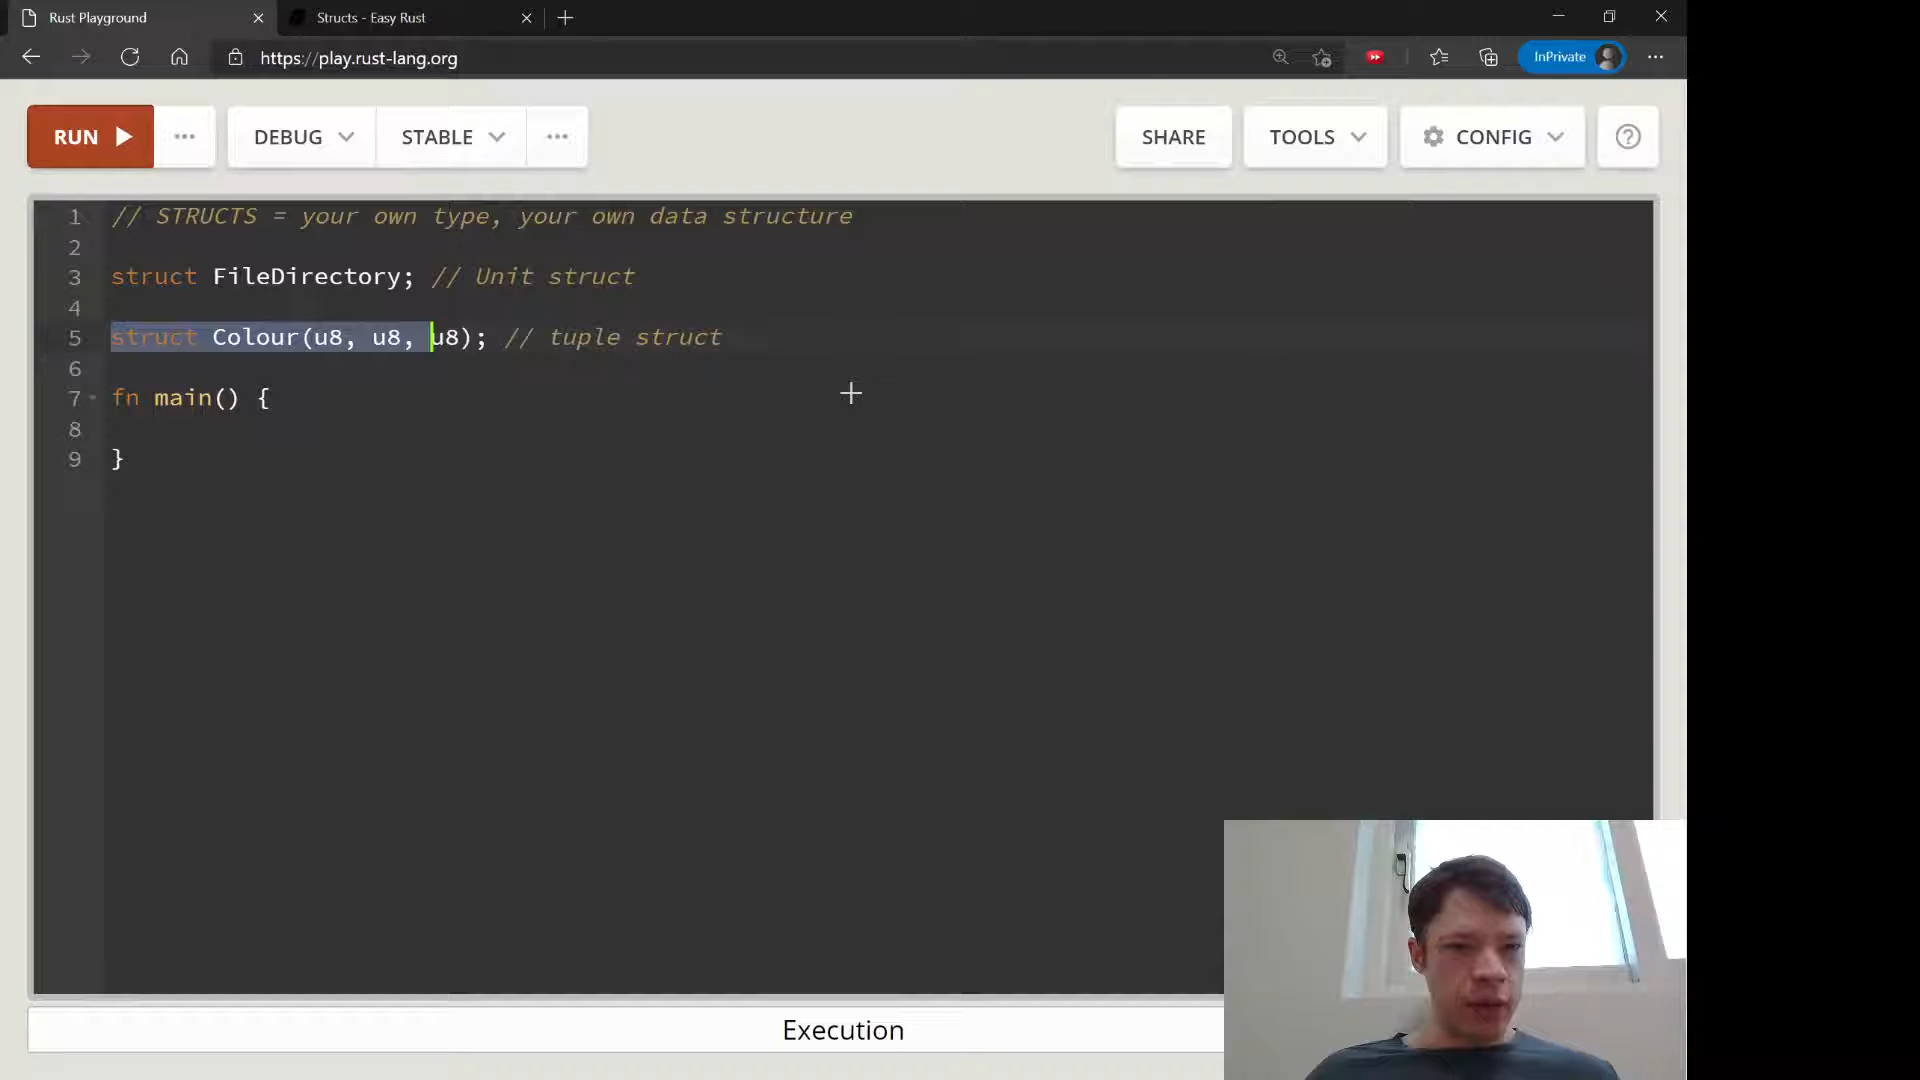 Rust Playground
Structs - Easy Rust
https://play.rust-lang.org
InPrivate
RUN
DEBUG
STABLE
SHARE
TOOLS
CONFIG
1 // STRUCTS = your own type, your own data structure
2
3 struct FileDirectory; // Unit struct
4
5 struct Colour(u8, u8, u8); // tuple struct
6
7 fn main() {
8
9 }
Execution